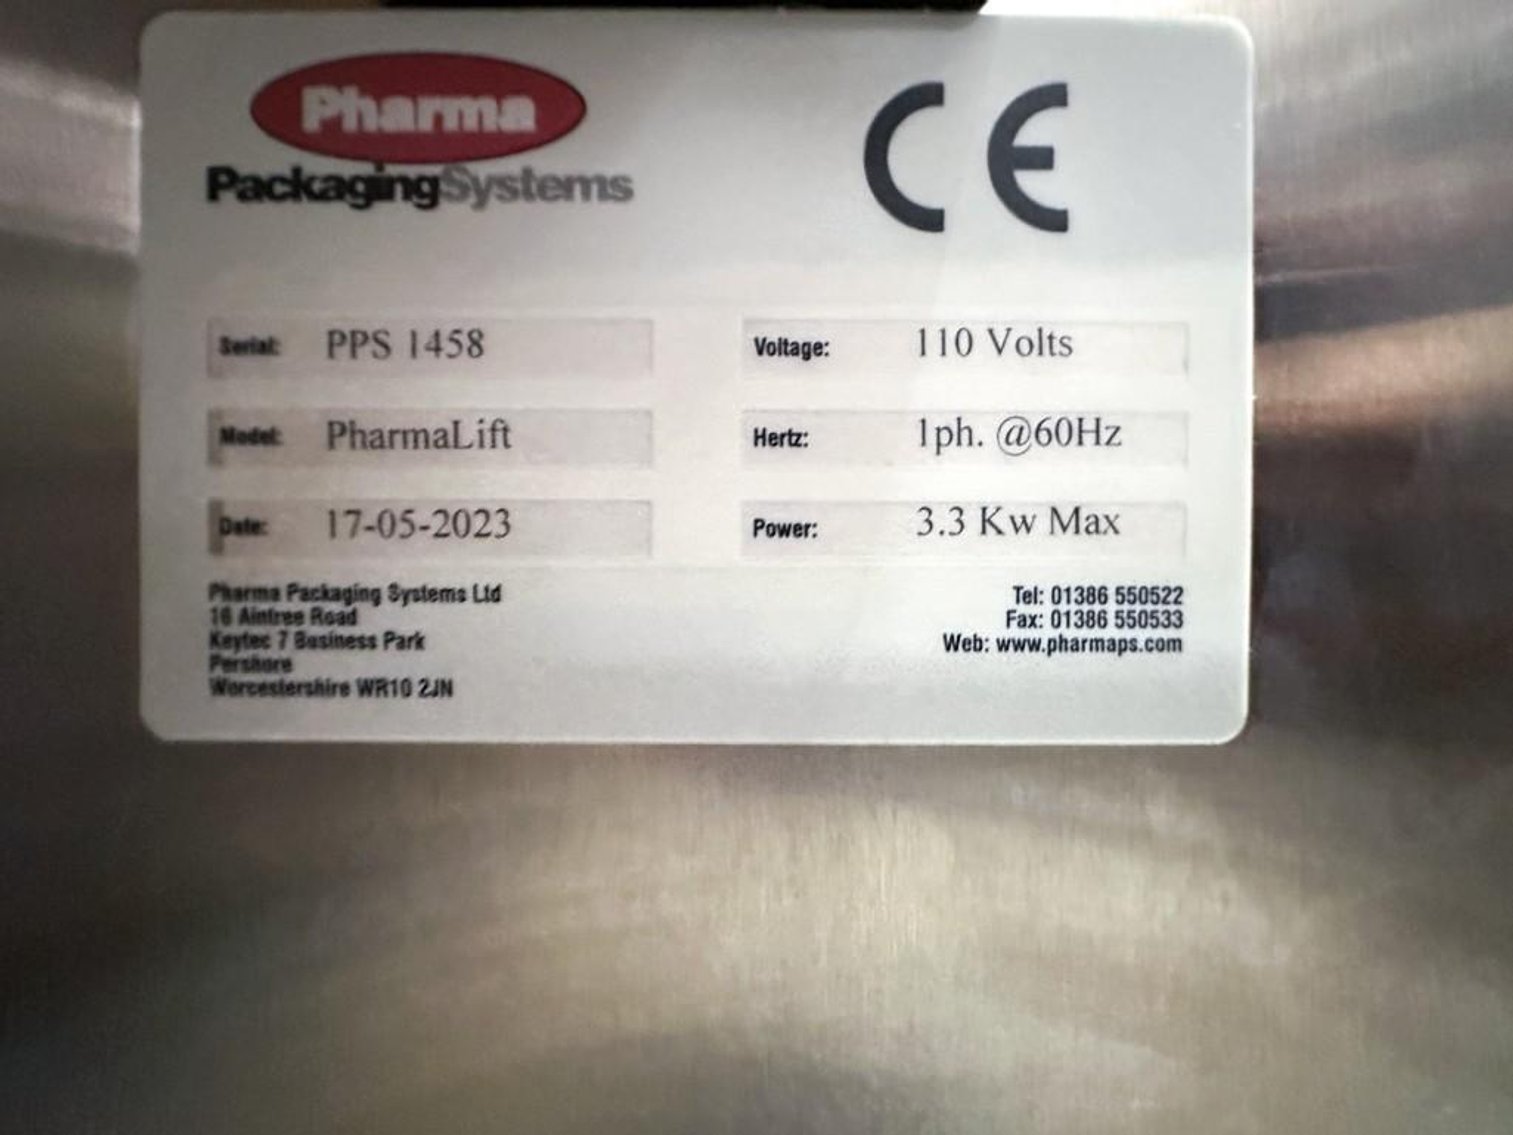 Pharma
PackagingSystems
CE
Serial: PPS 1458
Voltage: 110 Volts
Model: PharmaLift
Hertz: 1ph. @60Hz
Date: 17-05-2023
Power: 3.3 Kw Max
Pharma Packaging Systems Ltd
16 Aintree Road
Keytec 7 Business Park
Pershore
Worcestershire WR10 2JN
Tel: 01386 550522
Fax: 01386 550533
Web: www.pharmaps.com